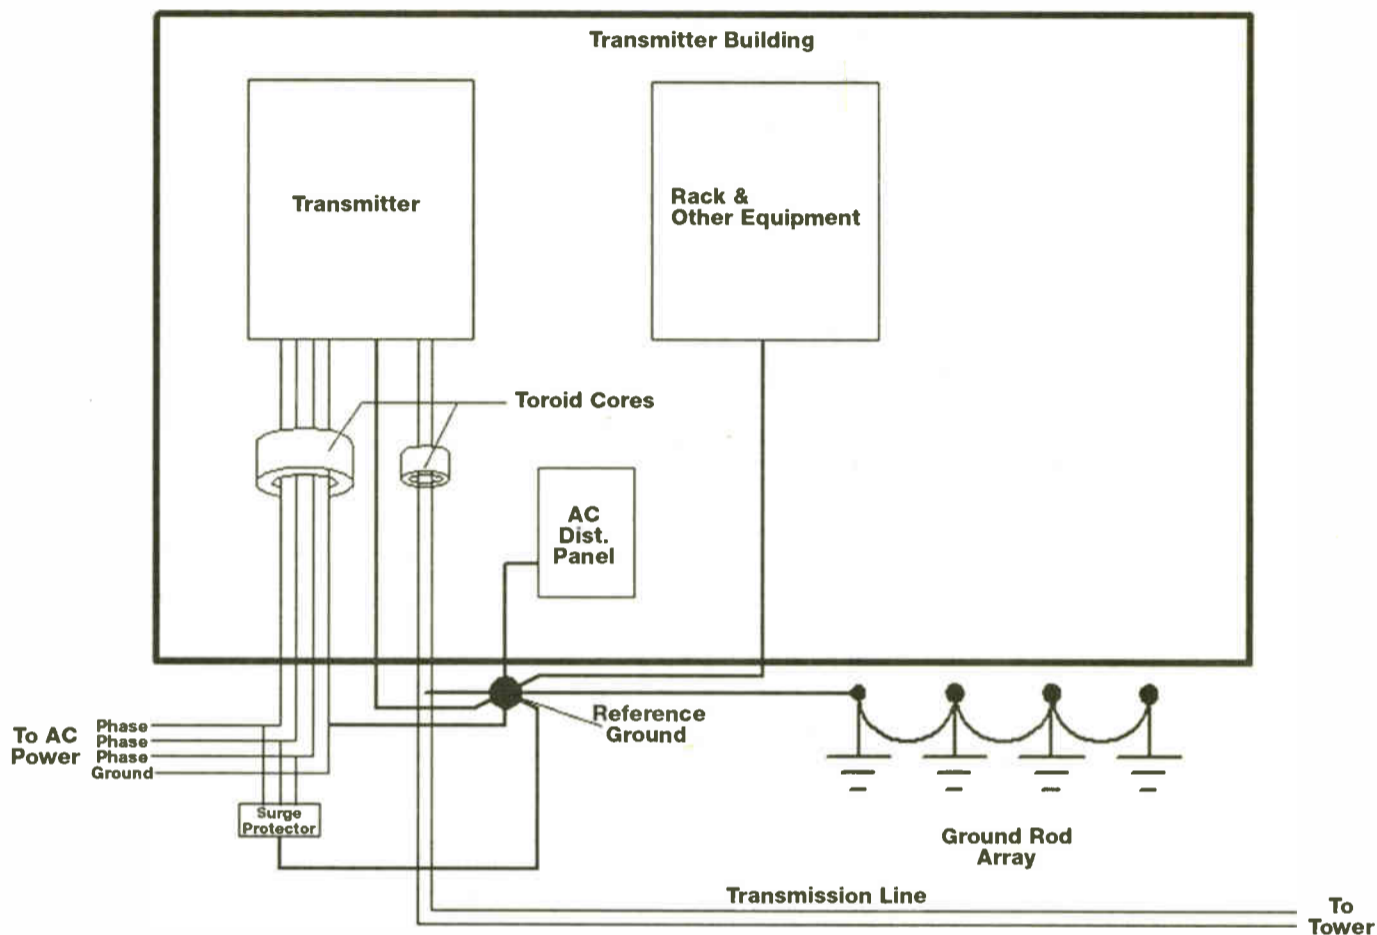 Transmitter Building
Transmitter
Rack &
Other Equipment
Toroid Cores
AC
Dist.
Panel
Reference
Ground
To AC
Power
Phase
Phase
Phase
Ground
Surge
Protector
Ground Rod
Array
Transmission Line
To
Tower